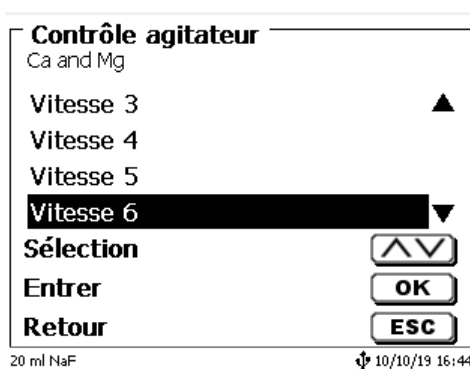 Contrôle agitateur
Ca and Mg
Vitesse 3
Vitesse 4
Vitesse 5
Vitesse 6
Sélection
Entrer OK
Retour ESC
20 ml NaF 10/10/19 16:44